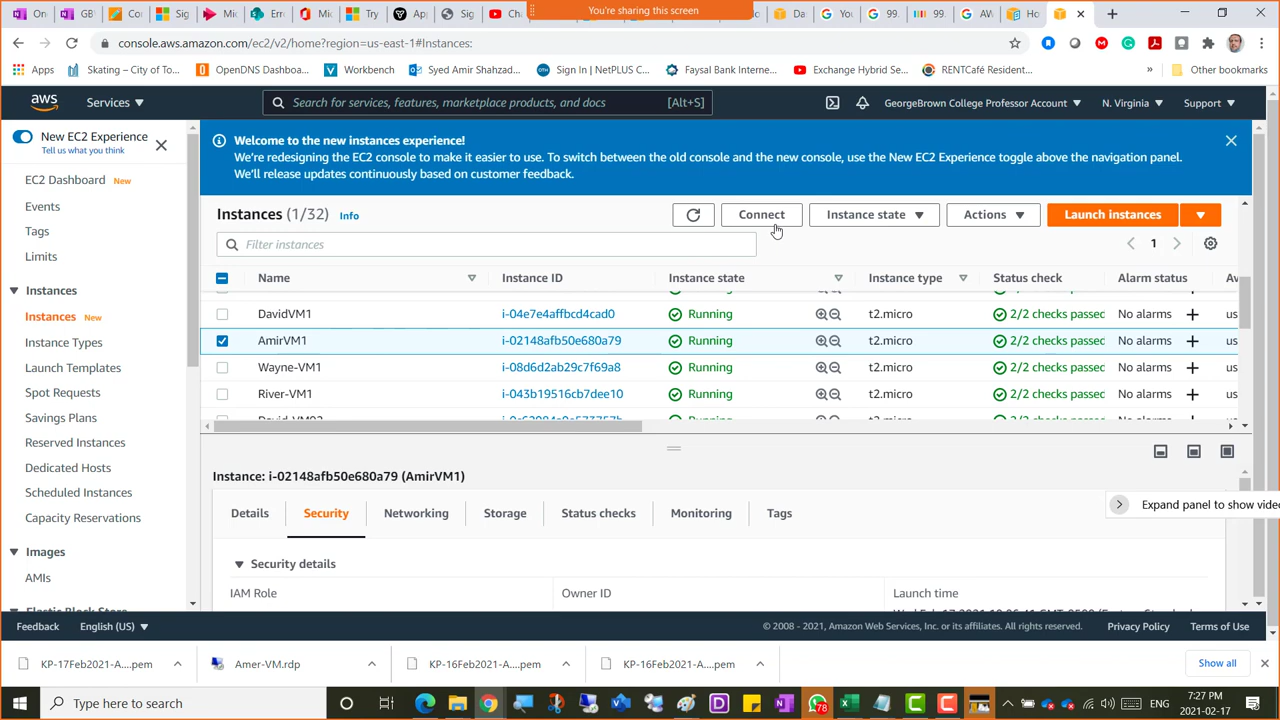 You're sharing this screen
console.aws.amazon.com/ec2/v2/home?region=us-east-1#Instances:
Apps
Skating – City of To...
OpenDNS Dashboa...
Workbench
Syed Amir Shahzad...
Sign In | NetPLUS C...
Faysal Bank Interne...
Exchange Hybrid Se...
RENTCafé Resident...
Other bookmarks
aws
Services
Search for services, features, marketplace products, and docs
[Alt+S]
GeorgeBrown College Professor Account
N. Virginia
Support
New EC2 Experience
Tell us what you think
Welcome to the new instances experience!
We're redesigning the EC2 console to make it easier to use. To switch between the old console and the new console, use the New EC2 Experience toggle above the navigation panel.
We'll release updates continuously based on customer feedback.
EC2 Dashboard New
Events
Tags
Limits
Instances
Instances New
Instance Types
Launch Templates
Spot Requests
Savings Plans
Reserved Instances
Dedicated Hosts
Scheduled Instances
Capacity Reservations
Images
AMIs
Instances (1/32) Info
Connect
Instance state
Actions
Launch instances
Filter instances
1
Name Instance ID Instance state Instance type Status check Alarm status
DavidVM1 i-04e7e4affbcd4cad0 Running t2.micro 2/2 checks passed No alarms us
AmirVM1 i-02148afb50e680a79 Running t2.micro 2/2 checks passed No alarms us
Wayne-VM1 i-08d6d2ab29c7f69a8 Running t2.micro 2/2 checks passed No alarms us
River-VM1 i-043b19516cb7dee10 Running t2.micro 2/2 checks passed No alarms us
Instance: i-02148afb50e680a79 (AmirVM1)
Expand panel to show video
Details
Security
Networking
Storage
Status checks
Monitoring
Tags
Security details
IAM Role
Owner ID
Launch time
Feedback
English (US)
© 2008 - 2021, Amazon Web Services, Inc. or its affiliates. All rights reserved.
Privacy Policy
Terms of Use
KP-17Feb2021-A....pem
Amer-VM.rdp
KP-16Feb2021-A....pem
KP-16Feb2021-A....pem
Show all
Type here to search
78
ENG
7:27 PM
2021-02-17